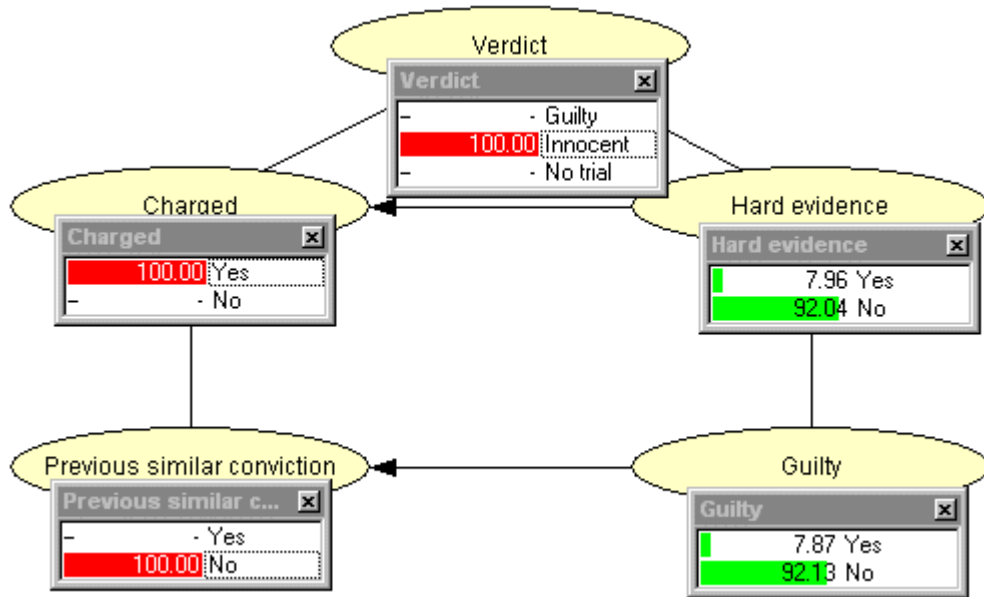 Verdict
Verdict
- - Guilty
100.00 Innocent
- - No trial
Charged
Hard evidence
Charged
100.00 Yes
- - No
Hard evidence
7.96 Yes
92.04 No
Previous similar conviction
Guilty
Previous similar c...
- - Yes
100.00 No
Guilty
7.87 Yes
92.13 No